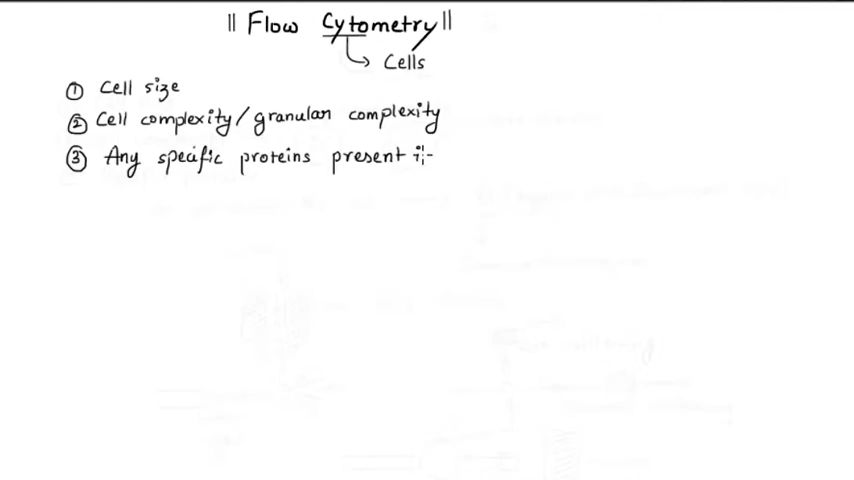 || Flow Cytometry ||
Cells
① Cell size
② Cell complexity/granular complexity
③ Any specific proteins present